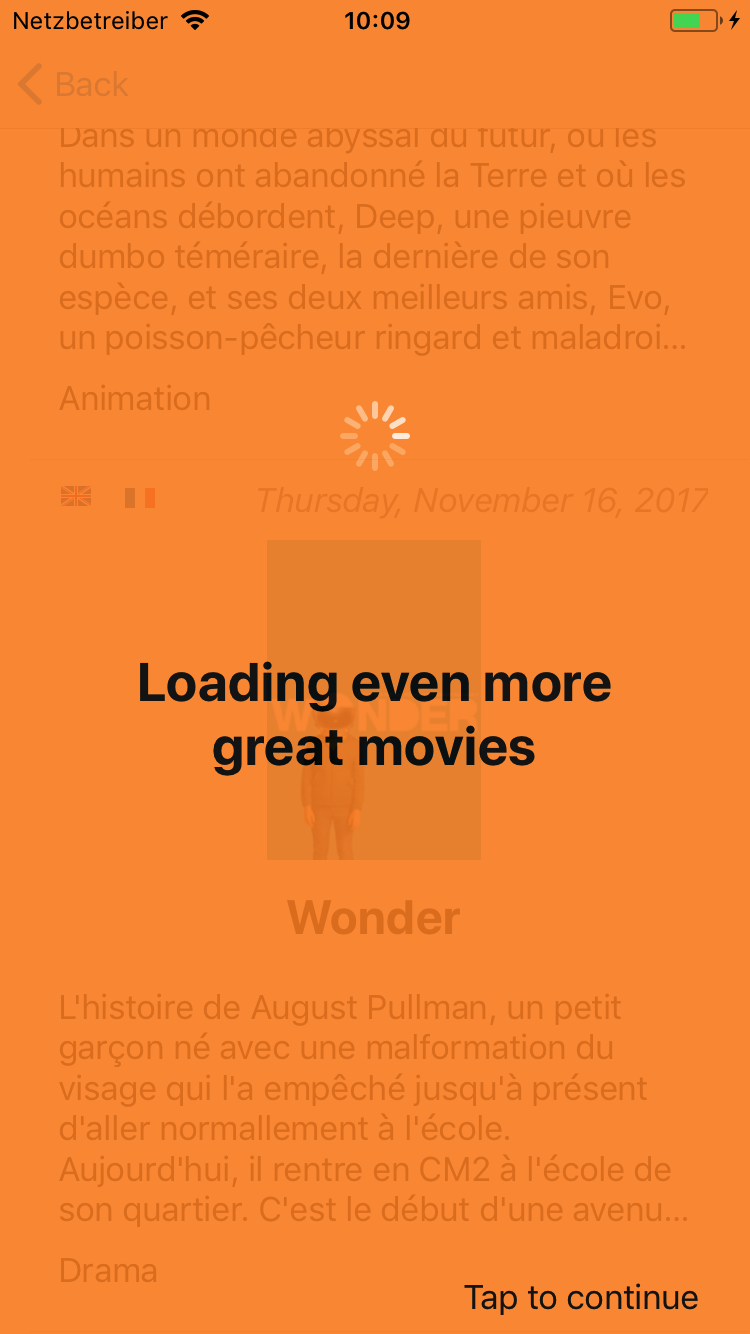 Netzbetreiber 10:09
Back
Dans un monde abyssal du futur, où les
humains ont abandonné la Terre et où les
océans débordent, Deep, une pieuvre
dumbo téméraire, la dernière de son
espèce, et ses deux meilleurs amis, Evo,
un poisson-pêcheur ringard et maladroi...
Animation
Thursday, November 16, 2017
Loading even more
WONDER
great movies
Wonder
L'histoire de August Pullman, un petit
garçon né avec une malformation du
visage qui l'a empêché jusqu'à présent
d'aller normallement à l'école.
Aujourd'hui, il rentre en CM2 à l'école de
son quartier. C'est le début d'une avenu...
Drama
Tap to continue